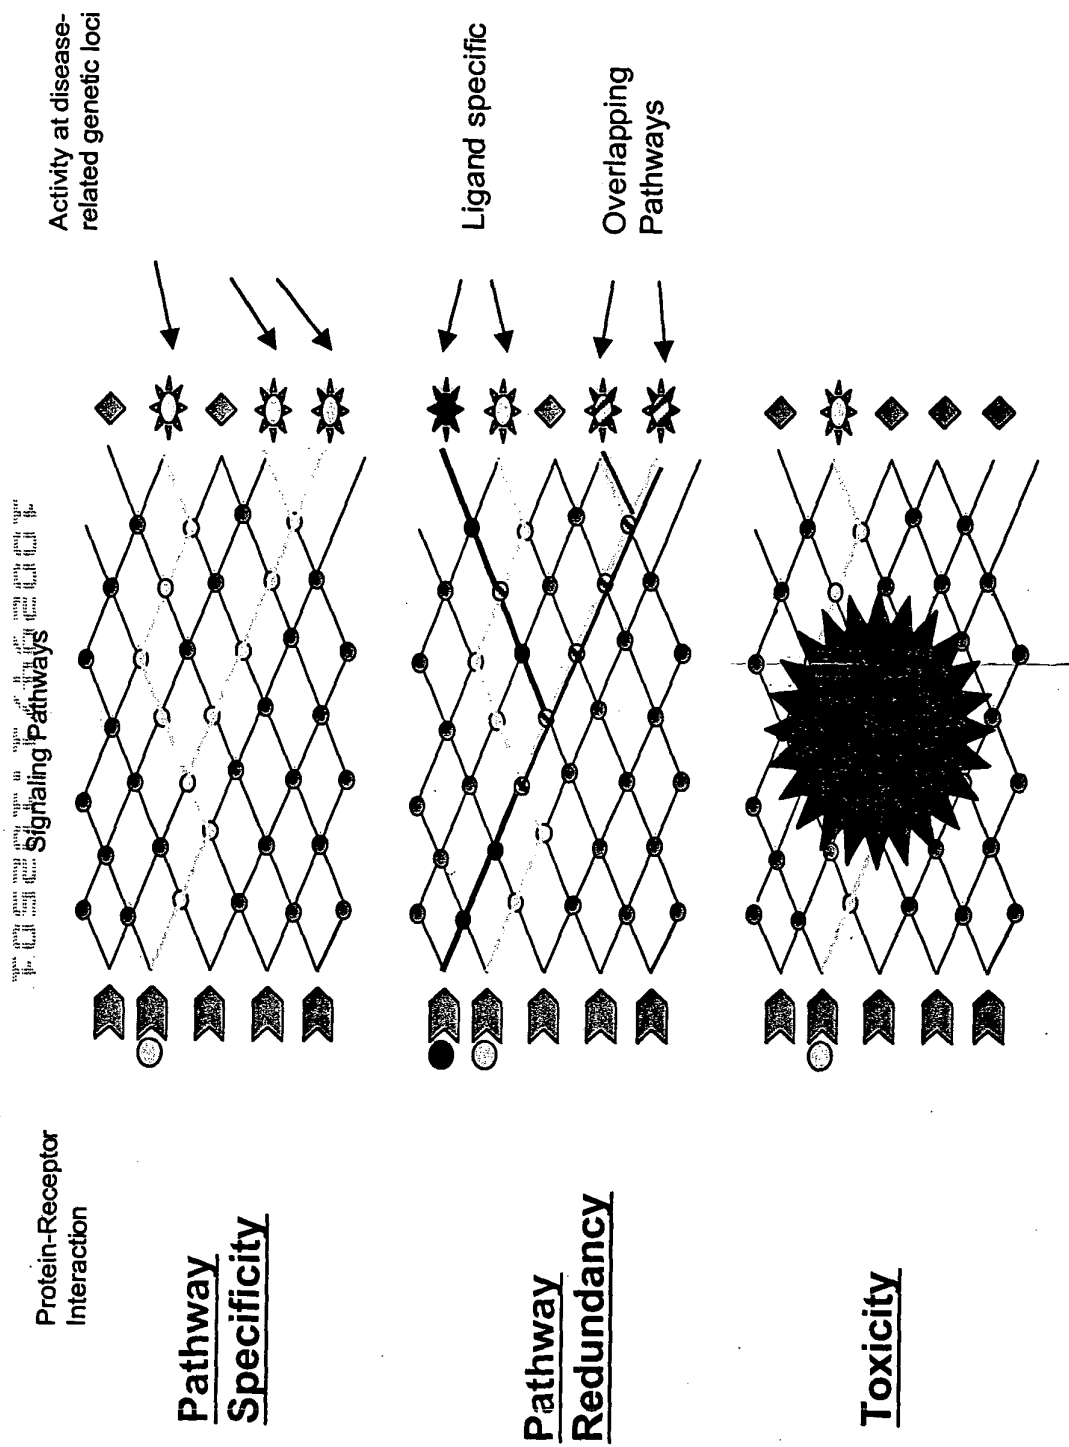 Protein-Receptor
Interaction
Signaling Pathways
Activity at disease-
related genetic loci
Pathway
Specificity
Pathway
Redundancy
Ligand specific
Overlapping
Pathways
Toxicity